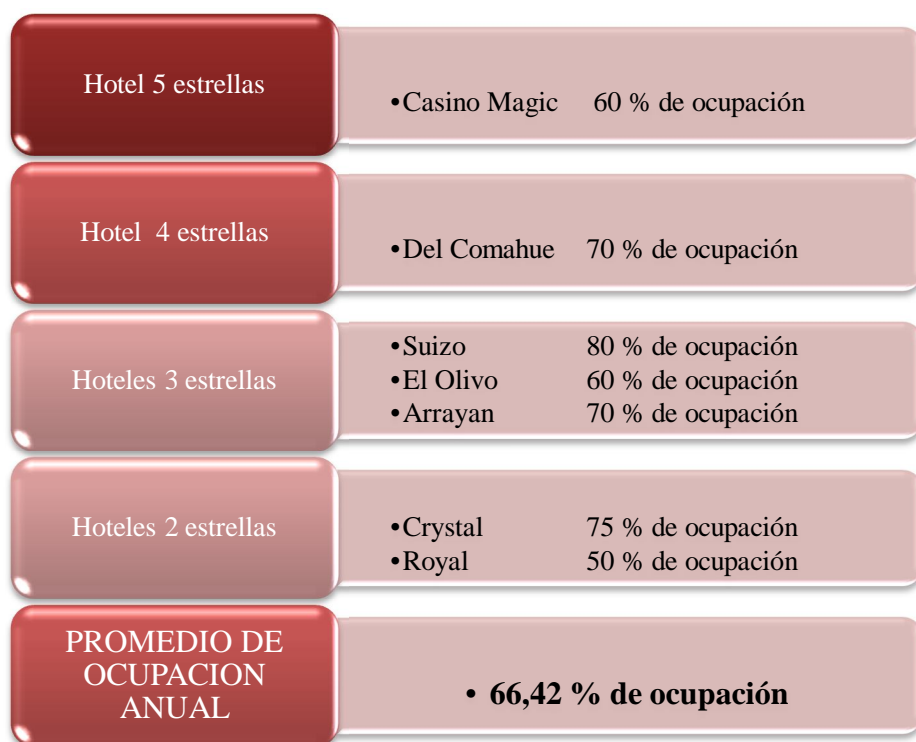 Hotel 5 estrellas
•Casino Magic 60 % de ocupación
Hotel 4 estrellas
•Del Comahue 70 % de ocupación
Hoteles 3 estrellas
•Suizo 80 % de ocupación
•El Olivo 60 % de ocupación
•Arrayan 70 % de ocupación
Hoteles 2 estrellas
•Crystal 75 % de ocupación
•Royal 50 % de ocupación
PROMEDIO DE
OCUPACION
ANUAL
• 66,42 % de ocupación